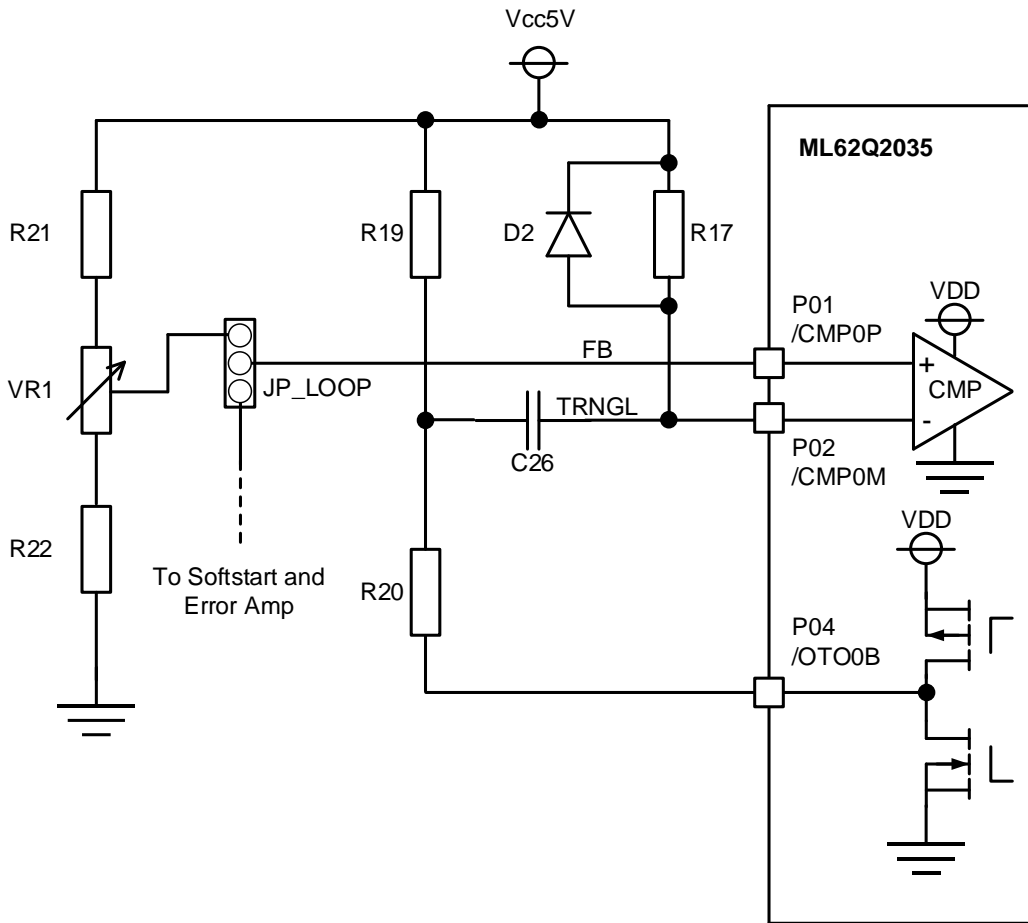 Vcc5V
ML62Q2035
R21
R19
D2
R17
P01
/CMP0P
VDD
FB
+
CMP
-
VR1
JP_LOOP
TRNGL
C26
P02
/CMP0M
R22
VDD
To Softstart and
Error Amp
R20
P04
/OTO0B